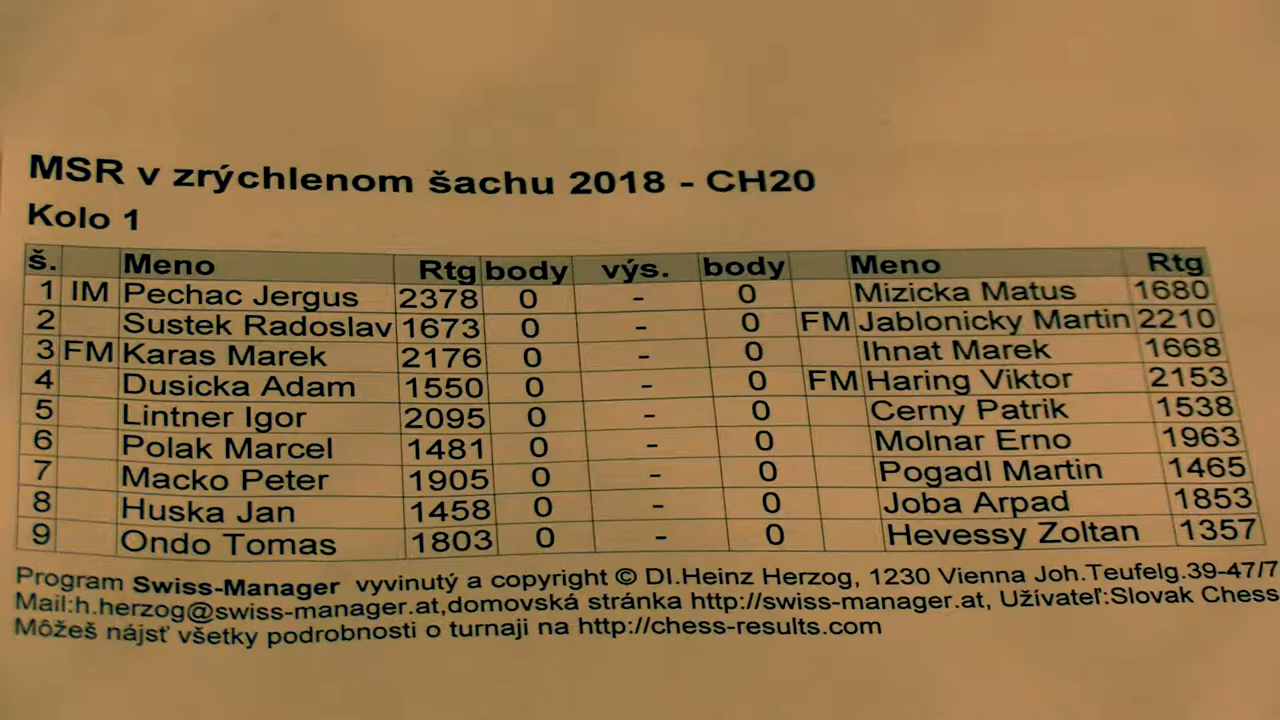 MSR v zrýchlenom šachu 2018 - CH20
Kolo 1
š. Meno Rtg body výs. body Meno Rtg
1 IM Pechac Jergus 2378 0 - 0 Mizicka Matus 1680
2 Sustek Radoslav 1673 0 - 0 FM Jablonicky Martin 2210
3 FM Karas Marek 2176 0 - 0 Ihnat Marek 1668
4 Dusicka Adam 1550 0 - 0 FM Haring Viktor 2153
5 Lintner Igor 2095 0 - 0 Cerny Patrik 1538
6 Polak Marcel 1481 0 - 0 Molnar Erno 1963
7 Macko Peter 1905 0 - 0 Pogadl Martin 1465
8 Huska Jan 1458 0 - 0 Joba Arpad 1853
9 Ondo Tomas 1803 0 - 0 Hevessy Zoltan 1357
Program Swiss-Manager vyvinutý a copyright © DI.Heinz Herzog, 1230 Vienna Joh.Teufelg.39-47/7
Mail:h.herzog@swiss-manager.at,domovská stránka http://swiss-manager.at, Užívateľ:Slovak Chess
Môžeš nájsť všetky podrobnosti o turnaji na http://chess-results.com